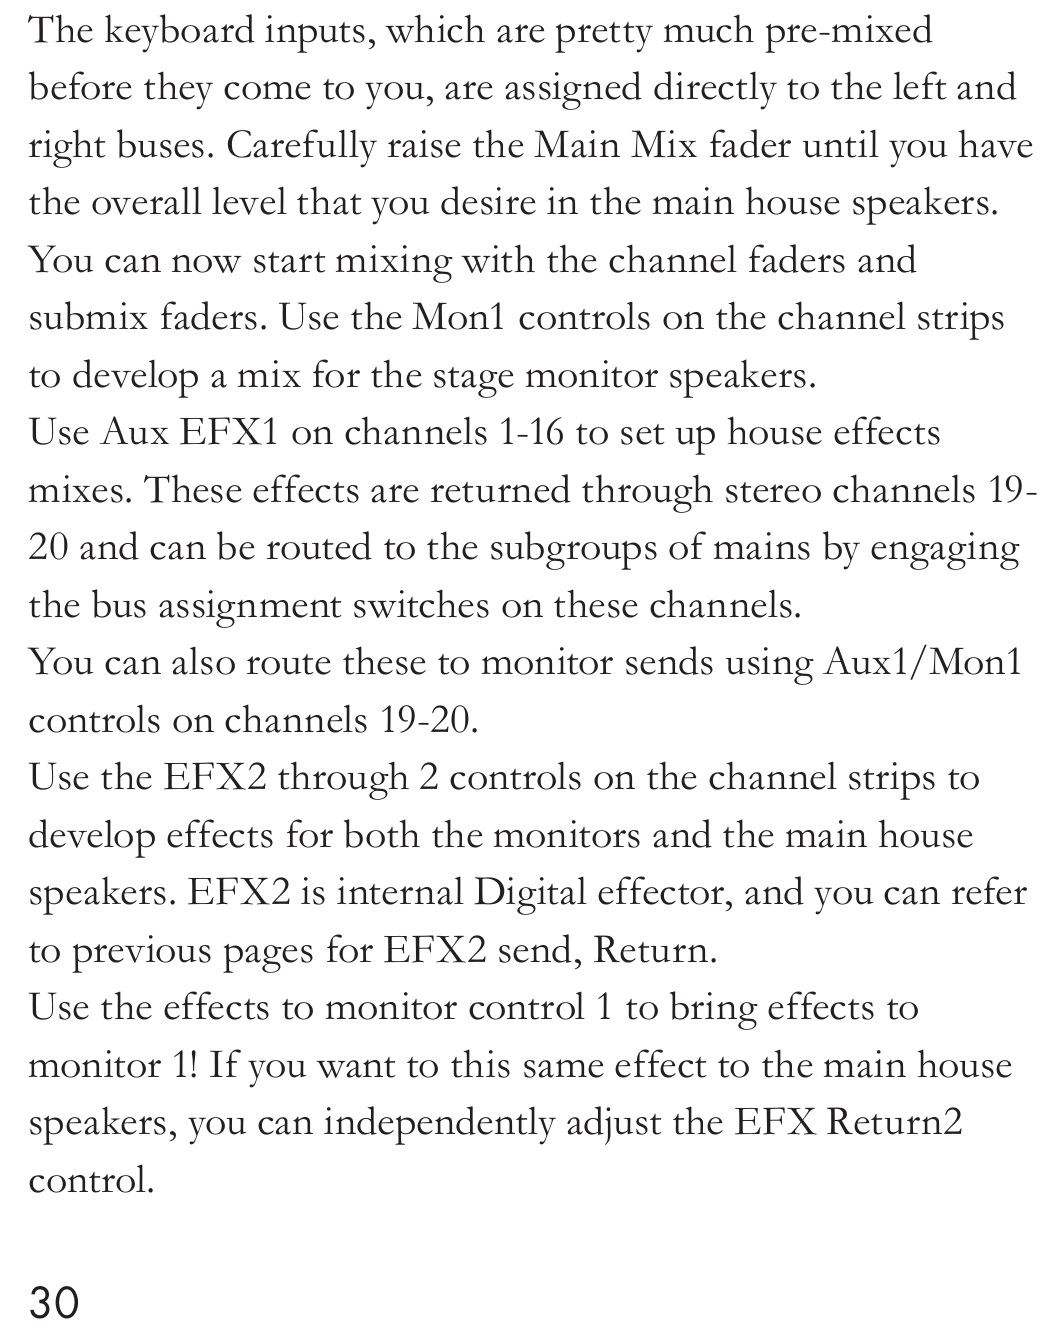 The keyboard inputs, which are pretty much pre-mixed
before they come to you, are assigned directly to the left and
right buses. Carefully raise the Main Mix fader until you have
the overall level that you desire in the main house speakers.
You can now start mixing with the channel faders and
submix faders. Use the Mon1 controls on the channel strips
to develop a mix for the stage monitor speakers.
Use Aux EFX1 on channels 1-16 to set up house effects
mixes. These effects are returned through stereo channels 19-
20 and can be routed to the subgroups of mains by engaging
the bus assignment switches on these channels.
You can also route these to monitor sends using Aux1/Mon1
controls on channels 19-20.
Use the EFX2 through 2 controls on the channel strips to
develop effects for both the monitors and the main house
speakers. EFX2 is internal Digital effector, and you can refer
to previous pages for EFX2 send, Return.
Use the effects to monitor control 1 to bring effects to
monitor 1! If you want to this same effect to the main house
speakers, you can independently adjust the EFX Return2
control.
30